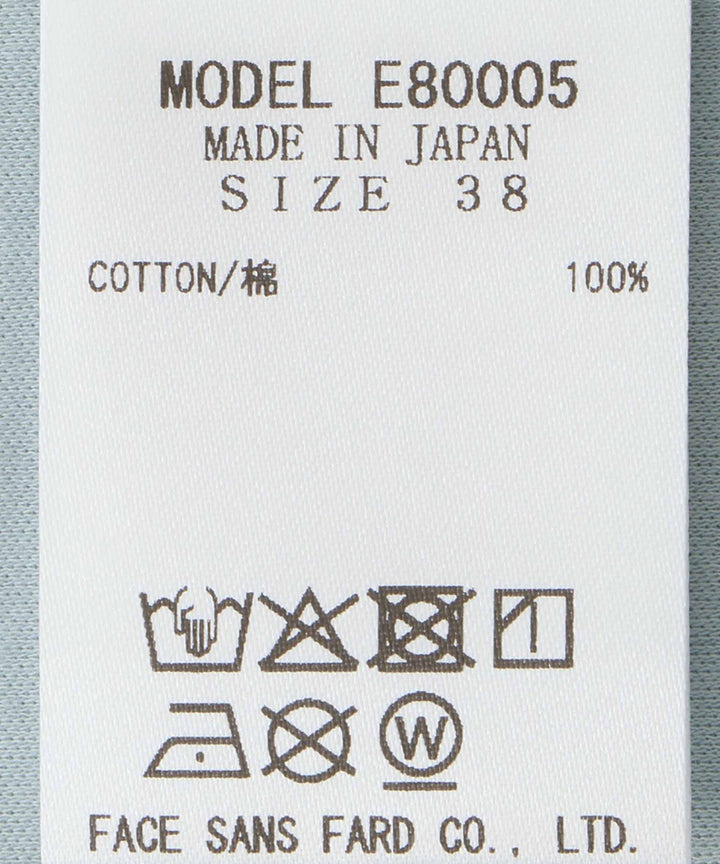 MODEL E80005
MADE IN JAPAN
SIZE 38
COTTON/棉 100%
W
FACE SANS FARD CO., LTD.